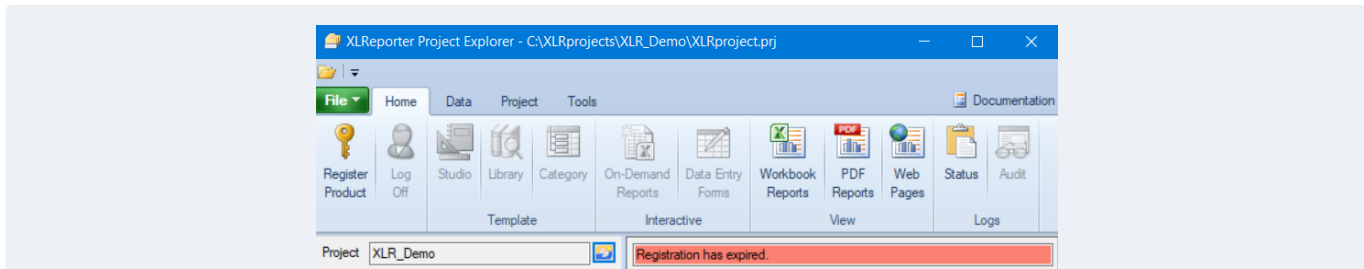 XLReporter Project Explorer - C:\XLRprojects\XLR_Demo\XLRproject.prj
File Home Data Project Tools Documentation
Register Product Log Off Studio Library Category On-Demand Reports Data Entry Forms Workbook Reports PDF Reports Web Pages Status Audit
Template Interactive View Logs
Project XLR_Demo Registration has expired.